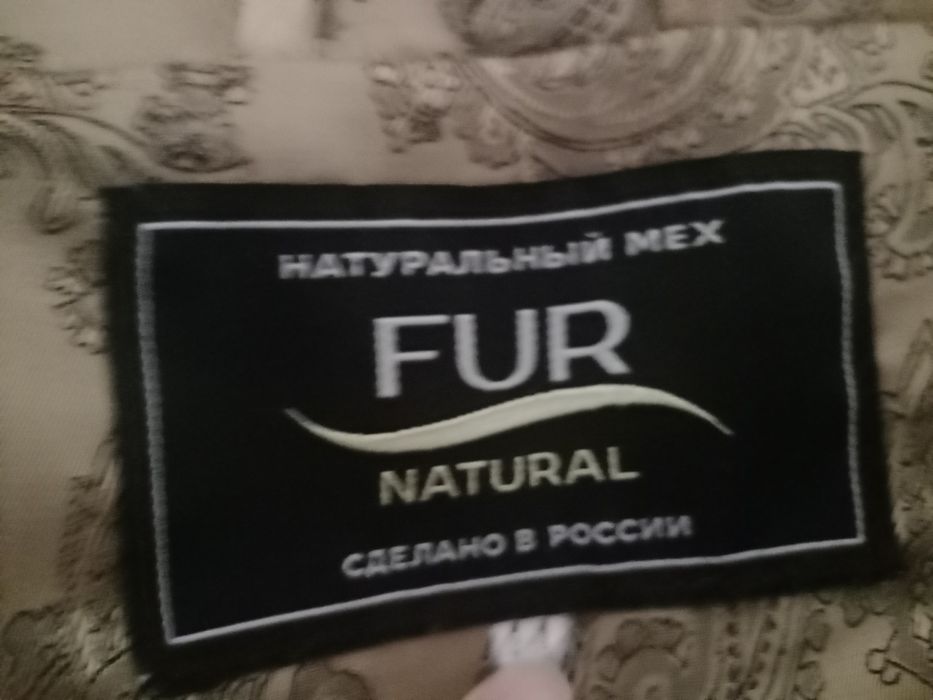 НАТУРАЛЬНЫЙ МЕХ
FUR
NATURAL
СДЕЛАНО В РОССИИ